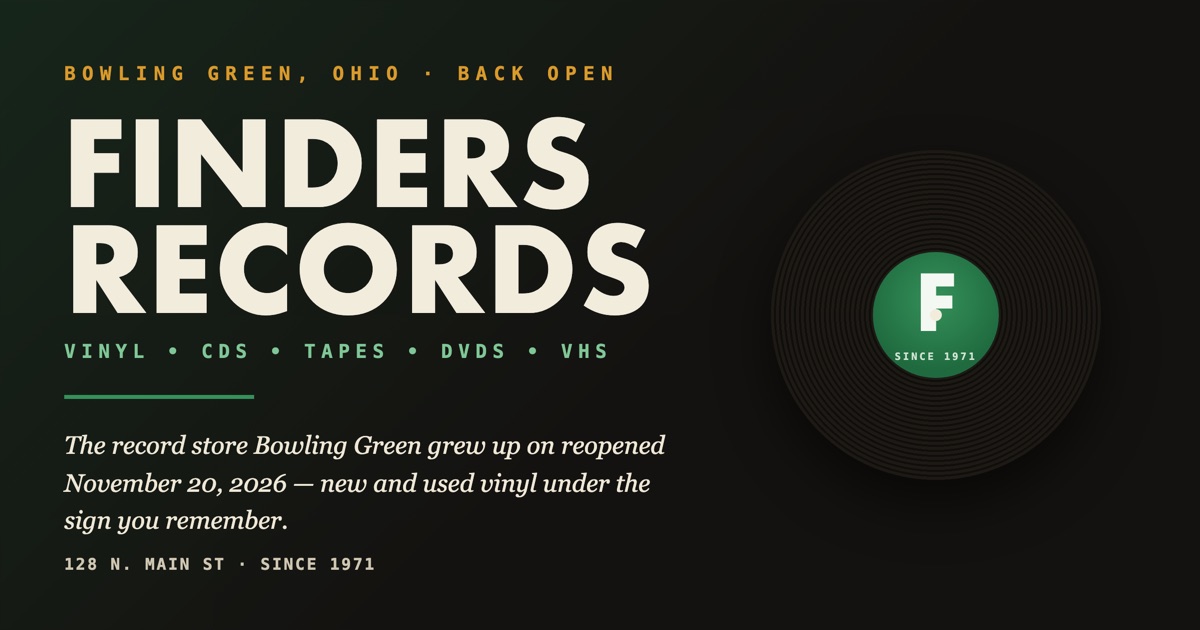 BOWLING GREEN, OHIO · BACK OPEN
FINDERS
RECORDS
VINYL • CDS • TAPES • DVDS • VHS
The record store Bowling Green grew up on reopened
November 20, 2026 — new and used vinyl under the
sign you remember.
128 N. MAIN ST · SINCE 1971
F
SINCE 1971